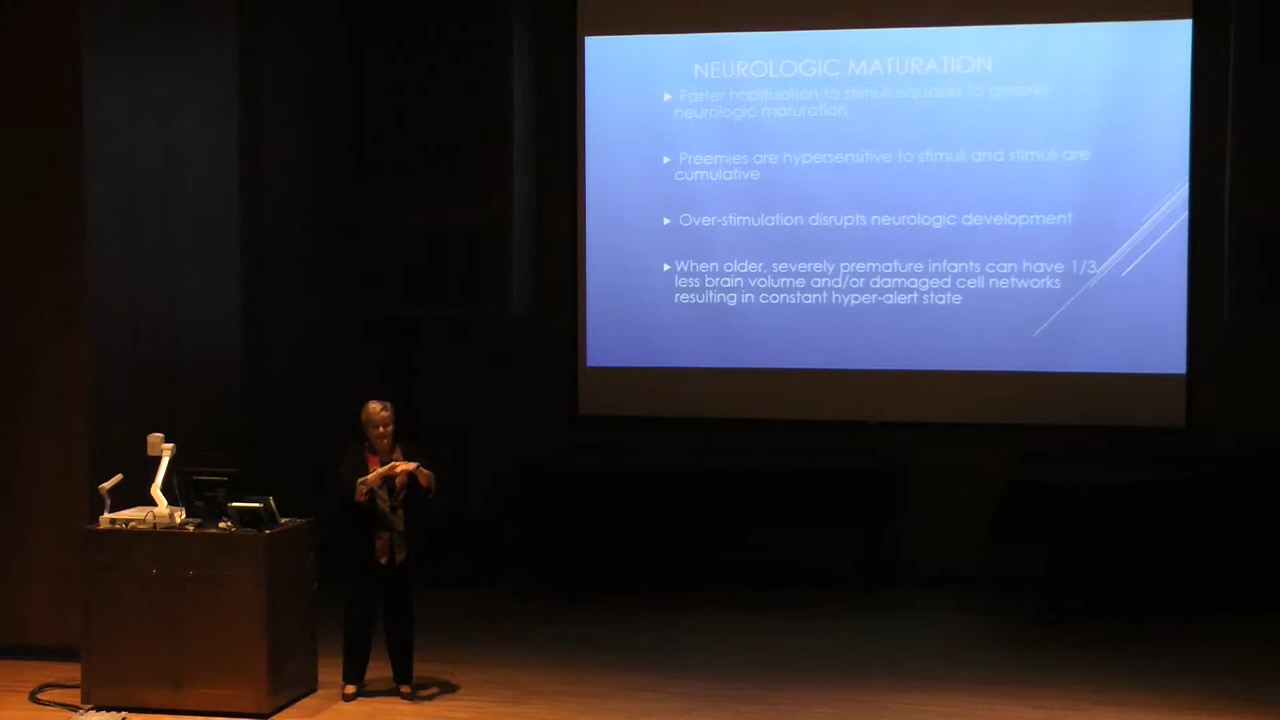 NEUROLOGIC MATURATION
Faster habituation to stimuli equates to greater
neurologic maturation
Preemies are hypersensitive to stimuli and stimuli are
cumulative
Over-stimulation disrupts neurologic development
When older, severely premature infants can have 1/3
less brain volume and/or damaged cell networks
resulting in constant hyper-alert state